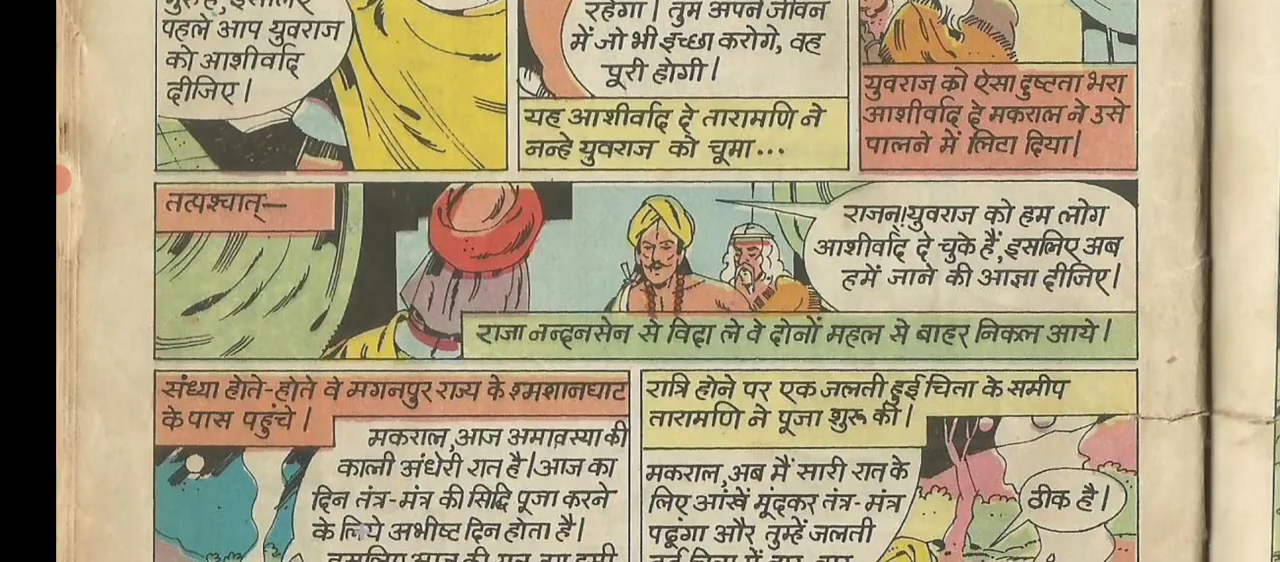 पहले आप युवराज
को आशीर्वाद
दीजिए।
रहेगा। तुम अपने जीवन
में जो भी इच्छा करोगे, वह
पूरी होगी।
यह आशीर्वाद दे तारामणि ने
नन्हे युवराज को चूमा...
युवराज को ऐसा दुष्टता भरा
आशीर्वाद दे मकराल ने उसे
पालने में लिटा दिया।
तत्पश्चात्—
राजन्!युवराज को हम लोग
आशीर्वाद दे चुके हैं,इसलिए अब
हमें जाने की आज्ञा दीजिए।
राजा नन्दनसेन से विदा ले वे दोनों महल से बाहर निकल आये।
संध्या होते-होते वे मगनपुर राज्य के श्मशानघाट
के पास पहुंचे।
मकराल,आज अमावस्या की
काली अंधेरी रात है।आज का
दिन तंत्र-मंत्र की सिद्धि पूजा करने
के लिये अभीष्ट दिन होता है।
रात्रि होने पर एक जलती हुई चिता के समीप
तारामणि ने पूजा शुरू की।
मकराल,अब मैं सारी रात के
लिए आंखें मूंदकर तंत्र-मंत्र
पढूंगा और तुम्हें जलती
ठीक है।